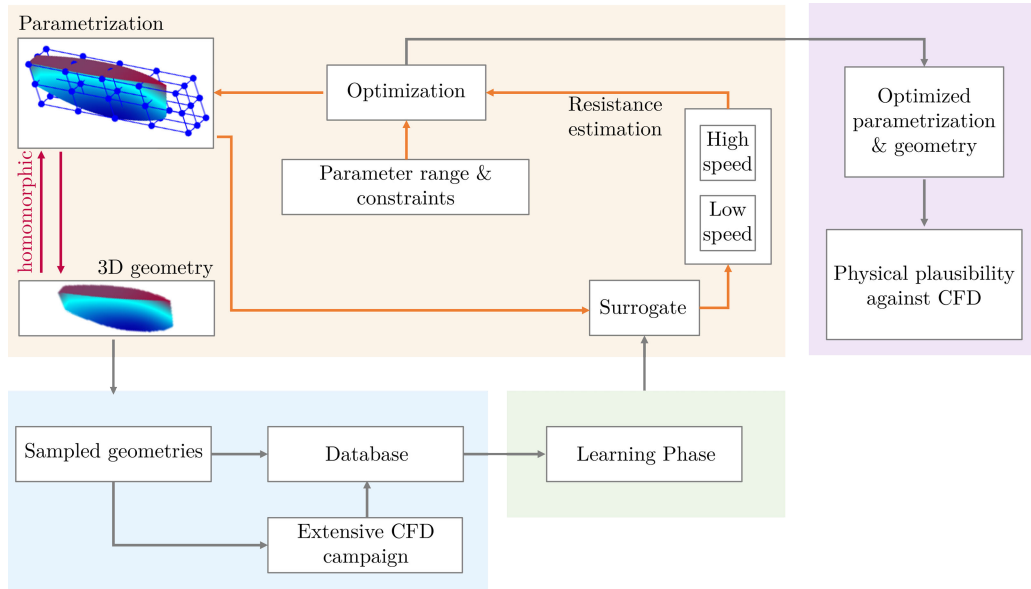 Parametrization
Optimization
Parameter range &
constraints
Resistance
estimation
High
speed
Low
speed
homomorphic
3D geometry
Surrogate
Optimized
parametrization
& geometry
Physical plausibility
against CFD
Sampled geometries
Database
Extensive CFD
campaign
Learning Phase